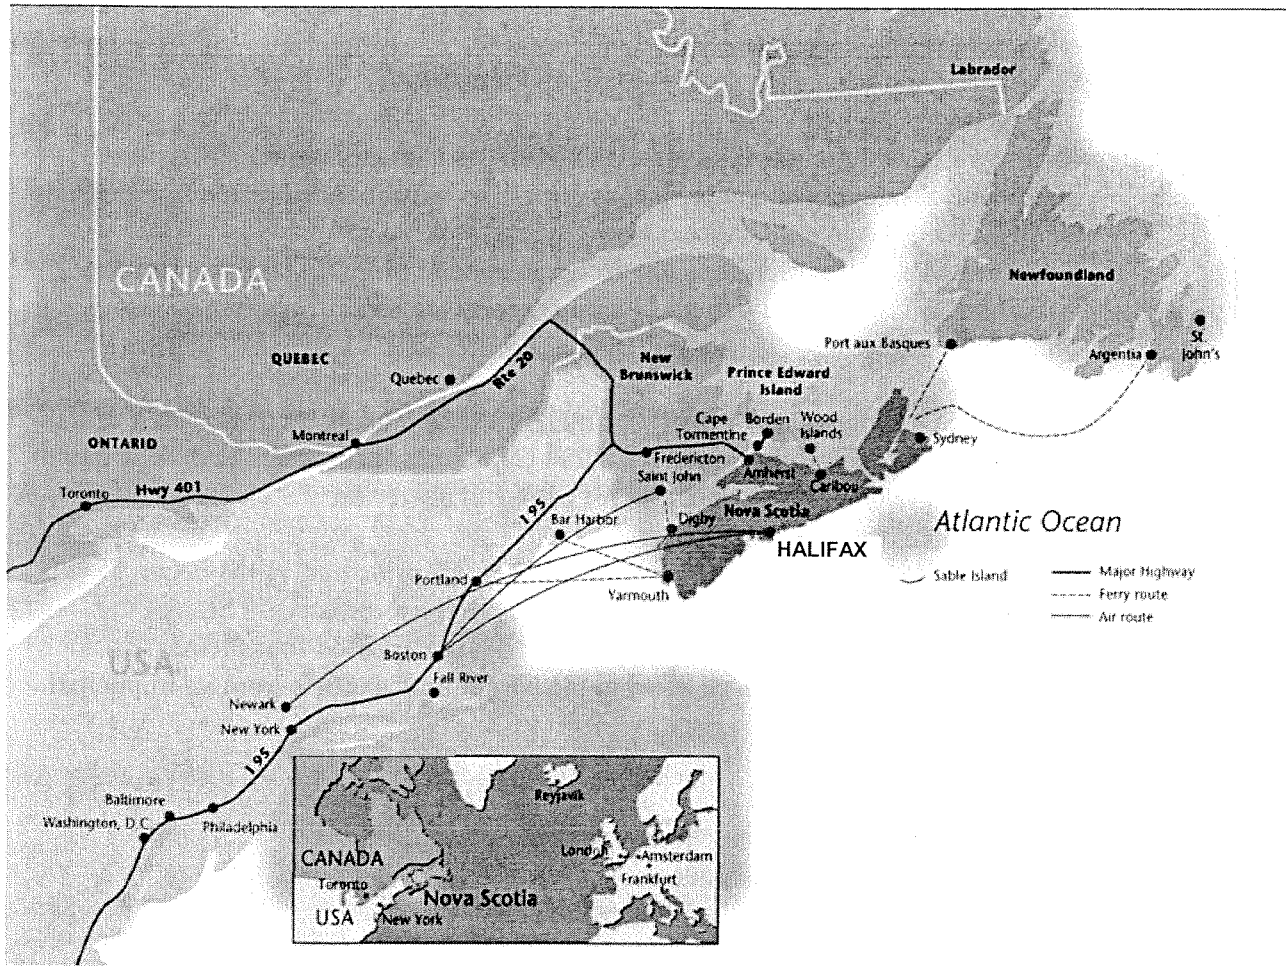 Labrador
CANADA
Newfoundland
St.
John's
Port aux Basques
Argentia
QUEBEC
Quebec
Rte 20
New
Brunswick
Prince Edward
Island
Cape
Tormentine
Borden
Wood
Islands
Sydney
ONTARIO
Montreal
Fredericton
Amherst
Caribou
Toronto
Hwy 401
Saint John
I 95
Bar Harbor
Digby
Nova Scotia
Atlantic Ocean
HALIFAX
Portland
Yarmouth
Sable Island
Major Highway
Ferry route
Air route
USA
Boston
Fall River
Newark
New York
I 95
Baltimore
Washington, D.C.
Philadelphia
Reyjavik
London
Amsterdam
Frankfurt
CANADA
Toronto
Nova Scotia
USA
New York